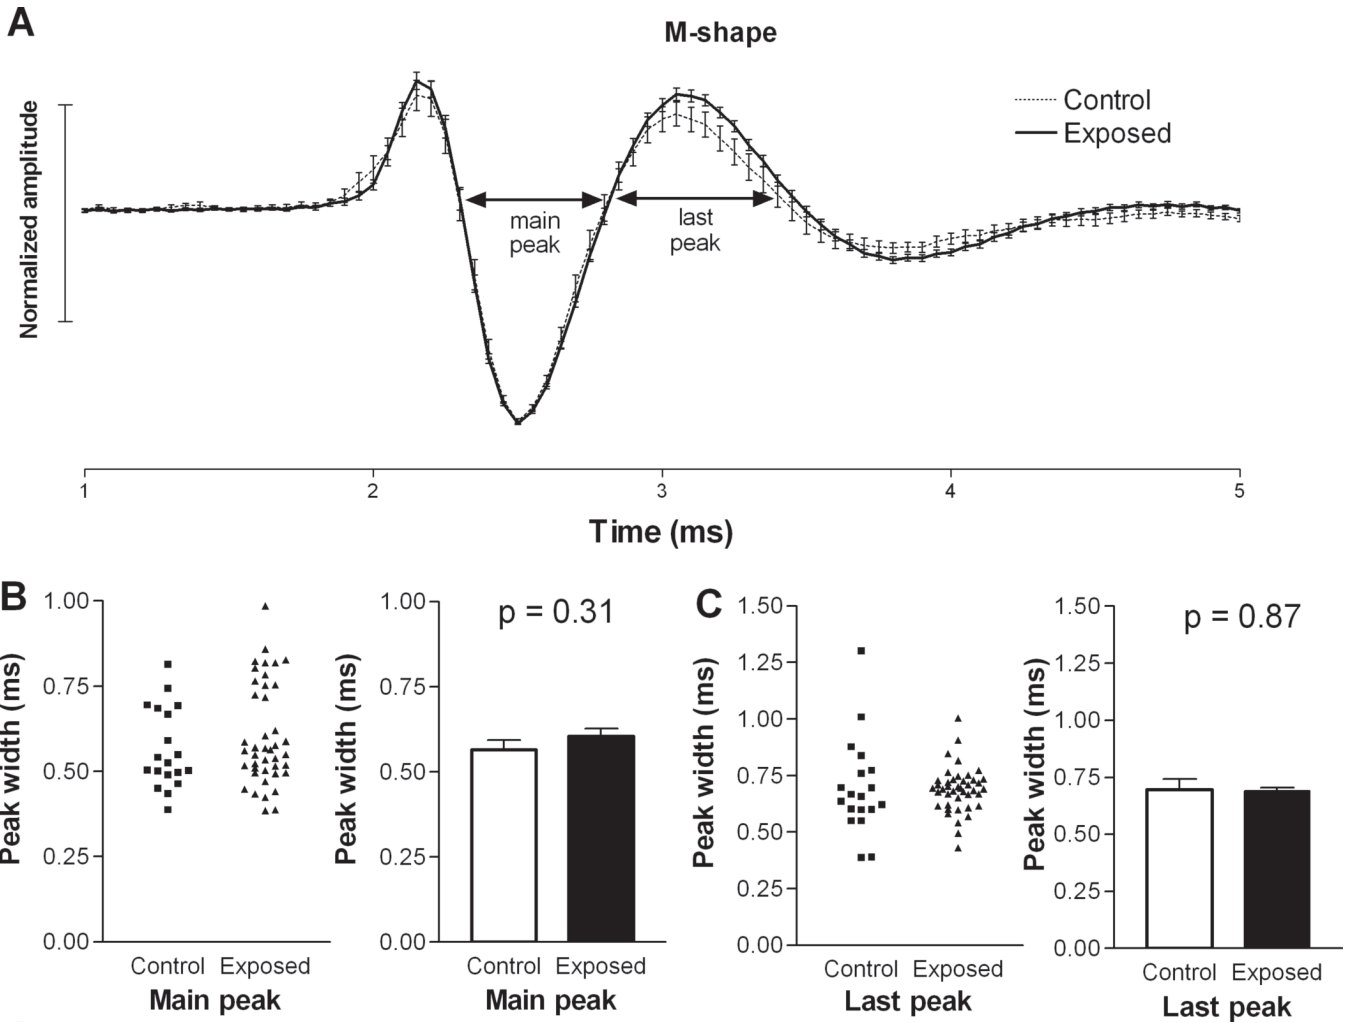 A
M-shape
Control
Exposed
Normalized amplitude
main
peak
last
peak
1 2 3 4 5
Time (ms)
B
1.00
0.75
0.50
0.25
0.00
Peak width (ms)
Control Exposed
Main peak
p = 0.31
1.00
0.75
0.50
0.25
0.00
Peak width (ms)
Control Exposed
Main peak
C
1.50
1.25
1.00
0.75
0.50
0.25
0.00
Peak width (ms)
Control Exposed
Last peak
p = 0.87
1.50
1.25
1.00
0.75
0.50
0.25
0.00
Peak width (ms)
Control Exposed
Last peak